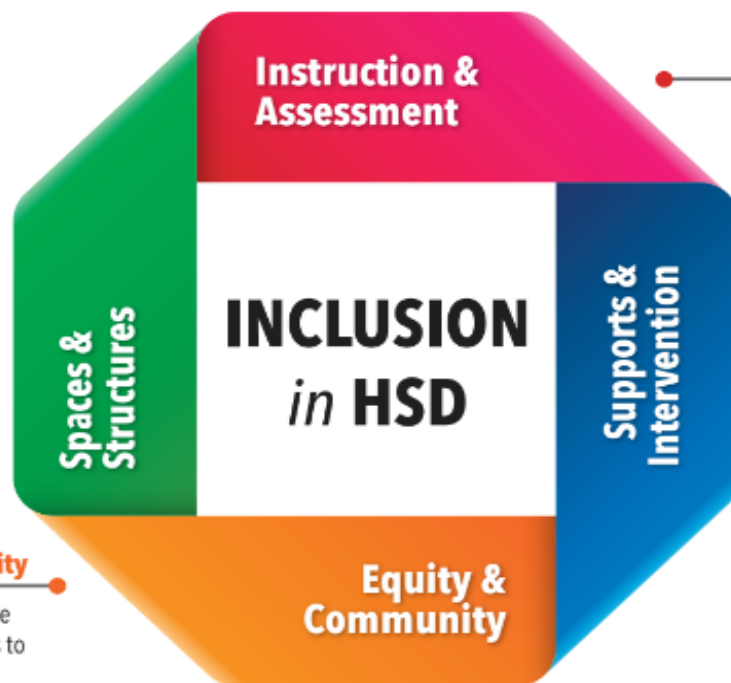 Instruction &
Assessment
Spaces &
Structures
INCLUSION
in HSD
Supports &
Intervention
Equity &
Community
ity
e
to